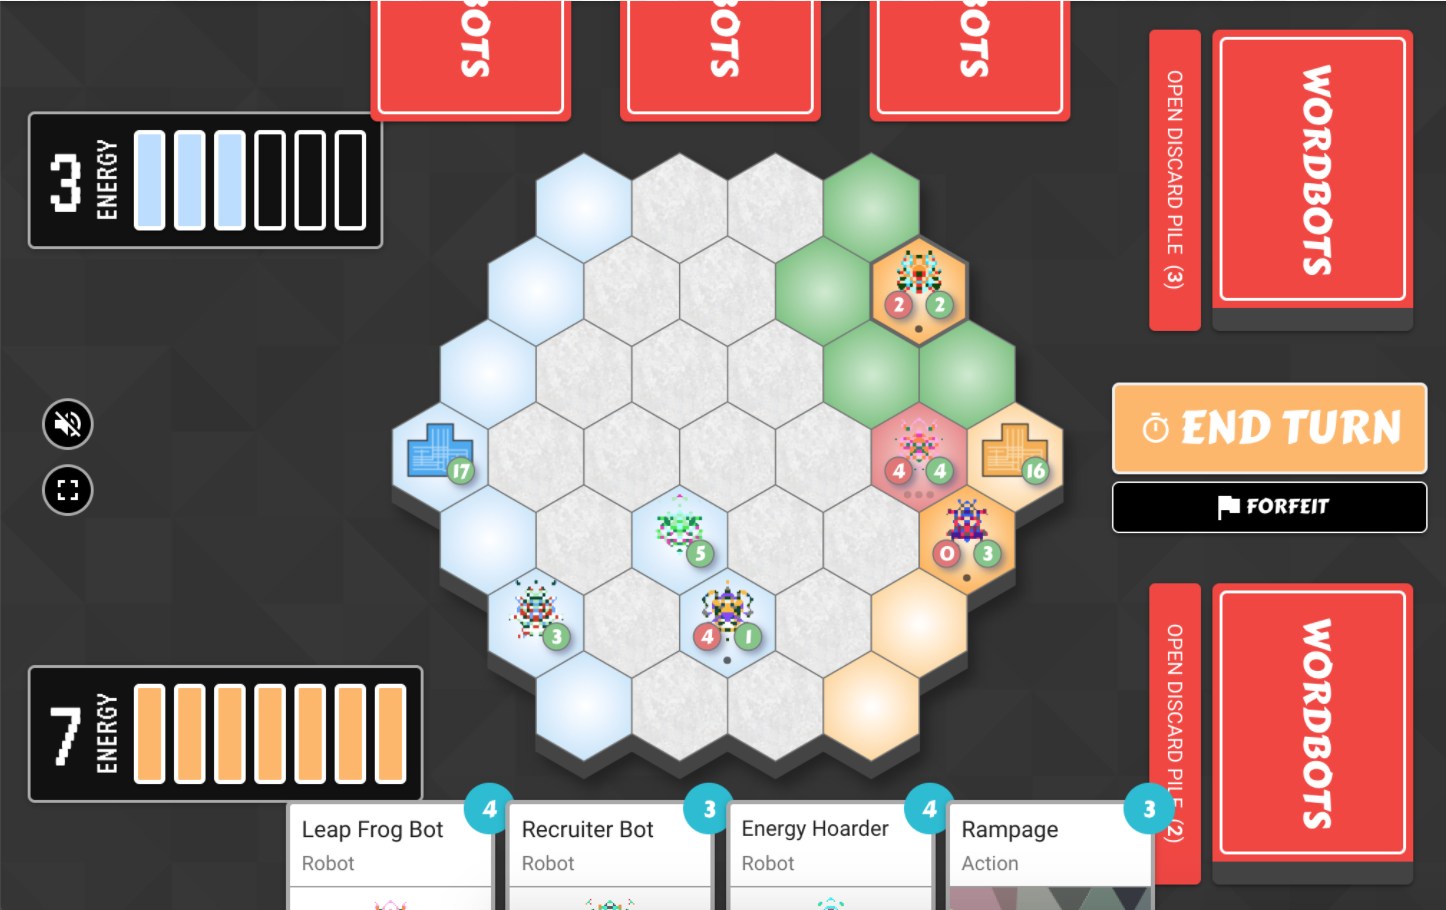 BOTS
BOTS
BOTS
OPEN DISCARD PILE (3)
WORDBOTS
3
ENERGY
2
2
END TURN
FORFEIT
17
4
4
16
5
0
3
3
4
1
7
ENERGY
OPEN DISCARD PILE (2)
WORDBOTS
4
Leap Frog Bot
Robot
3
Recruiter Bot
Robot
4
Energy Hoarder
Robot
3
Rampage
Action